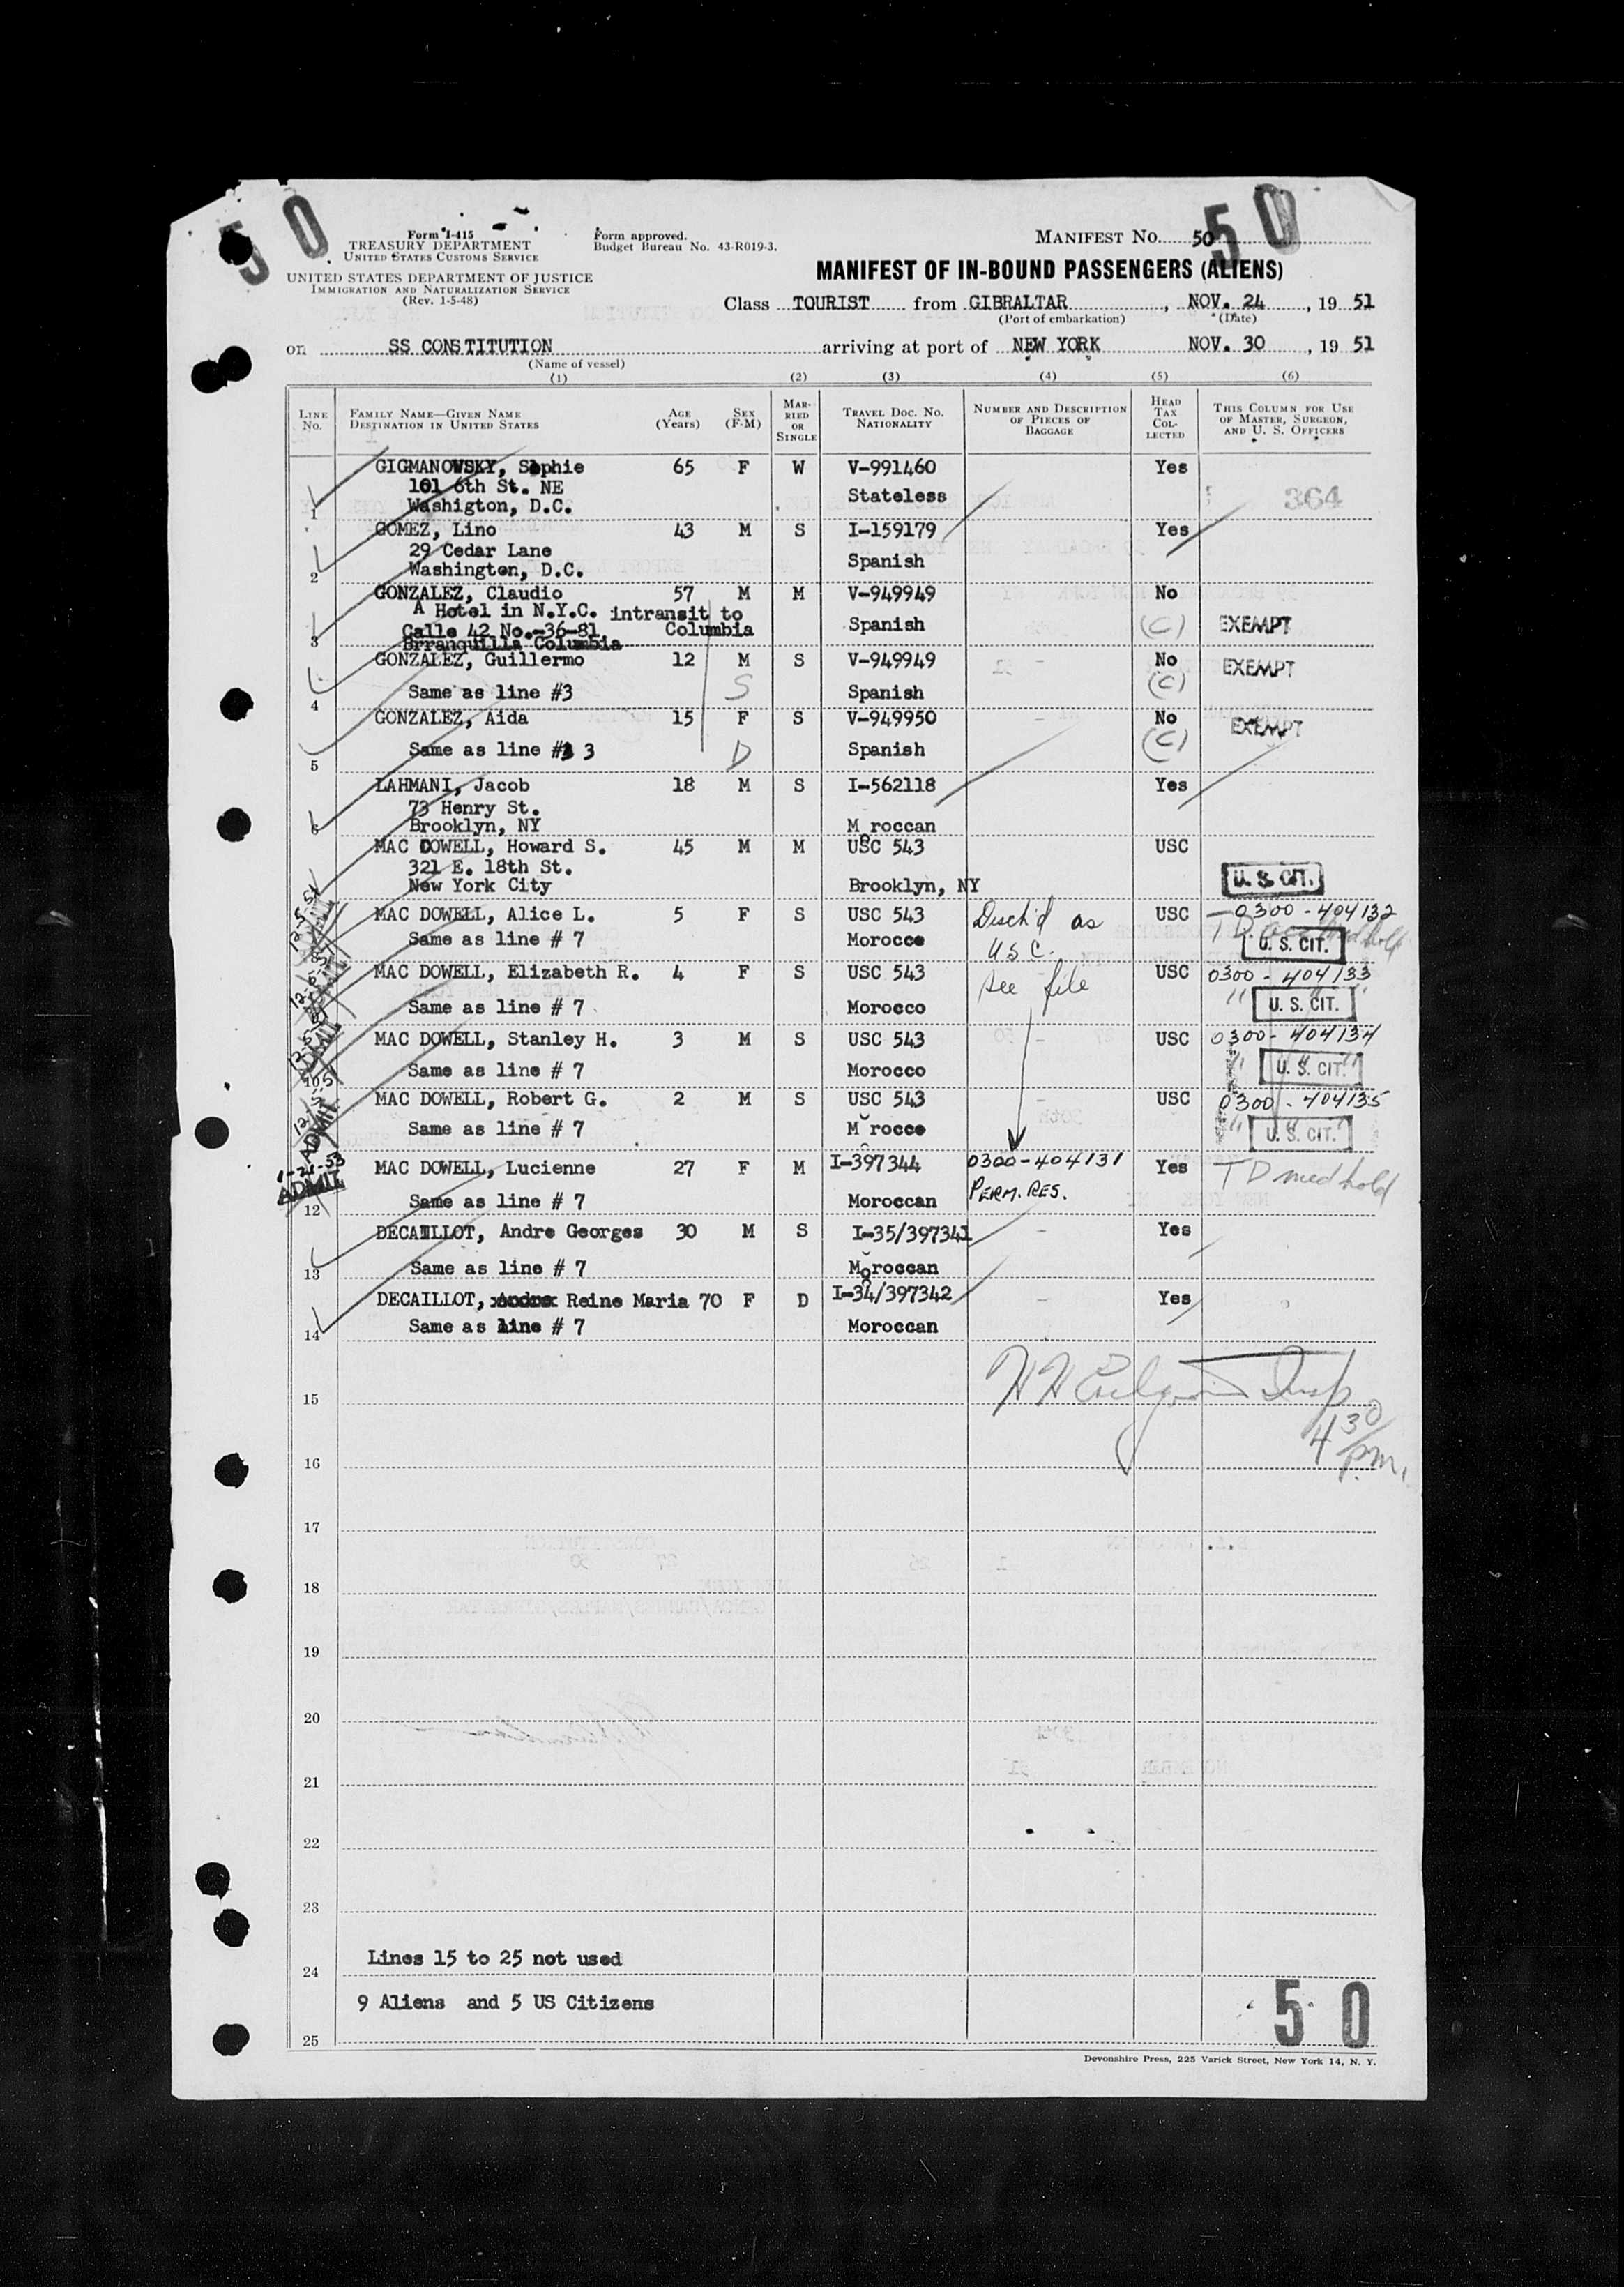 50
50
Form I-415
TREASURY DEPARTMENT
UNITED STATES CUSTOMS SERVICE
Form approved.
Budget Bureau No. 43-R019-3.
MANIFEST No. 50
UNITED STATES DEPARTMENT OF JUSTICE
IMMIGRATION AND NATURALIZATION SERVICE
(Rev. 1-5-48)
MANIFEST OF IN-BOUND PASSENGERS (ALIENS)
Class TOURIST from GIBRALTAR, NOV. 24, 19 51
(Port of embarkation) (Date)
on SS CONSTITUTION arriving at port of NEW YORK NOV. 30, 19 51
(Name of vessel)
(1) (2) (3) (4) (5) (6)
LINE No. FAMILY NAME—GIVEN NAME DESTINATION IN UNITED STATES AGE (Years) SEX (F-M) MARRIED OR SINGLE TRAVEL DOC. NO. NATIONALITY NUMBER AND DESCRIPTION OF PIECES OF BAGGAGE HEAD TAX COLLECTED THIS COLUMN FOR USE OF MASTER, SURGEON, AND U. S. OFFICERS
GIGMANOWSKY, Sophie 65 F W V-991460 Yes
101 6th St. NE Stateless 364
1 Washigton, D.C.
GOMEZ, Lino 43 M S I-159179 Yes
29 Cedar Lane Spanish
2 Washington, D.C.
GONZALEZ, Claudio 57 M M V-949949 No
A Hotel in N.Y.C. intransit to
Calle 42 No.-36-81 Columbia Spanish (C) EXEMPT
3 Brranquilla Columbia
GONZALEZ, Guillermo 12 M S V-949949 No EXEMPT
4 Same as line #3 S Spanish (C)
GONZALEZ, Aida 15 F S V-949950 No EXEMPT
5 Same as line # 3 D Spanish (C)
LAHMANI, Jacob 18 M S I-562118 Yes
73 Henry St.
6 Brooklyn, NY Moroccan
MAC DOWELL, Howard S. 45 M M USC 543 USC
321 E. 18th St.
New York City Brooklyn, NY U. S. CIT.
MAC DOWELL, Alice L. 5 F S USC 543 Disch'd as USC 0300-404132
Same as line # 7 Morocco USC. U. S. CIT.
MAC DOWELL, Elizabeth R. 4 F S USC 543 see file USC 0300-404133
Same as line # 7 Morocco " U. S. CIT. "
MAC DOWELL, Stanley H. 3 M S USC 543 USC 0300-404134
10 Same as line # 7 Morocco " U. S. CIT. "
MAC DOWELL, Robert G. 2 M S USC 543 USC 0300-404135
ADMIT Same as line # 7 Morocco " U. S. CIT.
1-21-53 MAC DOWELL, Lucienne 27 F M I-397344 0300-404131 Yes T D med hold
ADMIT
12 Same as line # 7 Moroccan PERM. RES.
DECAILLOT, Andre Georges 30 M S I-35/397341 - Yes
13 Same as line # 7 Moroccan
DECAILLOT, Reine Maria 70 F D I-34/397342 - Yes
14 Same as line # 7 Moroccan
15
Insp
4 30
p.m.
16
17
18
19
20
21
22
23
Lines 15 to 25 not used
24
9 Aliens and 5 US Citizens
25
50
Devonshire Press, 225 Varick Street, New York 14, N. Y.